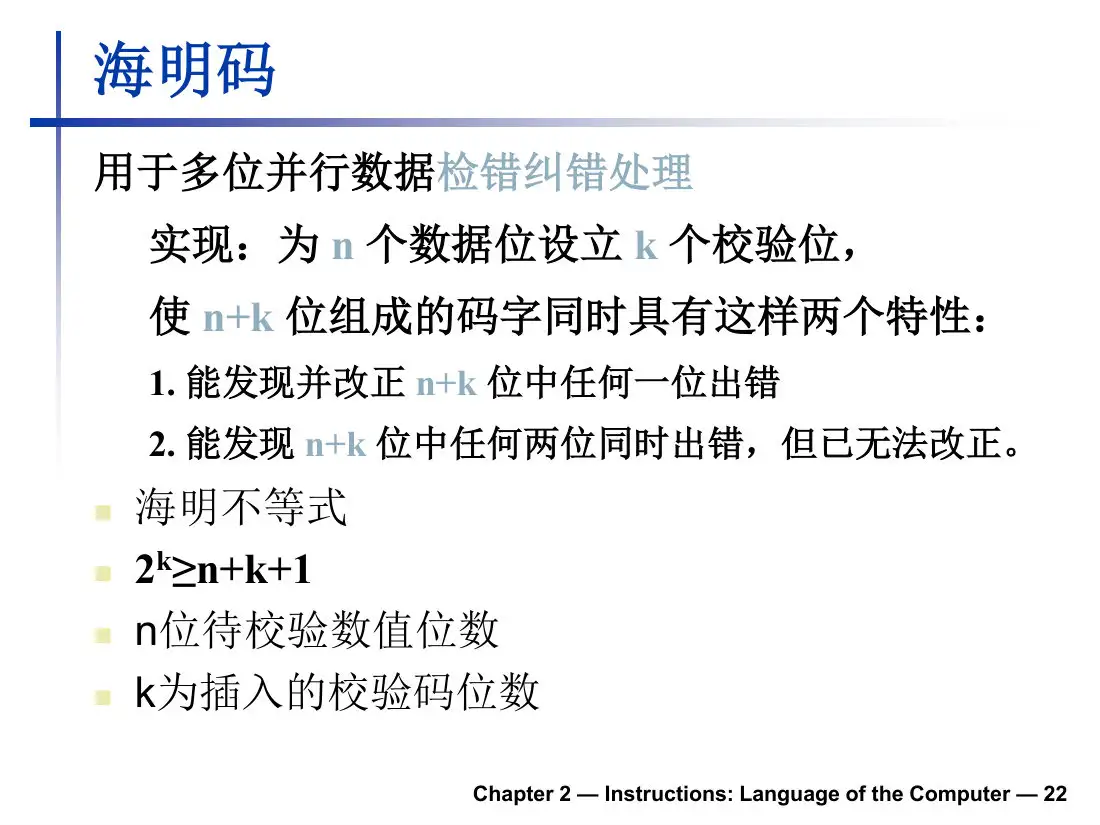 海明码
用于多位并行数据检错纠错处理
实现：为 n 个数据位设立 k 个校验位，
使 n+k 位组成的码字同时具有这样两个特性：
1. 能发现并改正 n+k 位中任何一位出错
2. 能发现 n+k 位中任何两位同时出错，但已无法改正。
海明不等式
2ᵏ≥n+k+1
n位待校验数值位数
k为插入的校验码位数
Chapter 2 — Instructions: Language of the Computer — 22